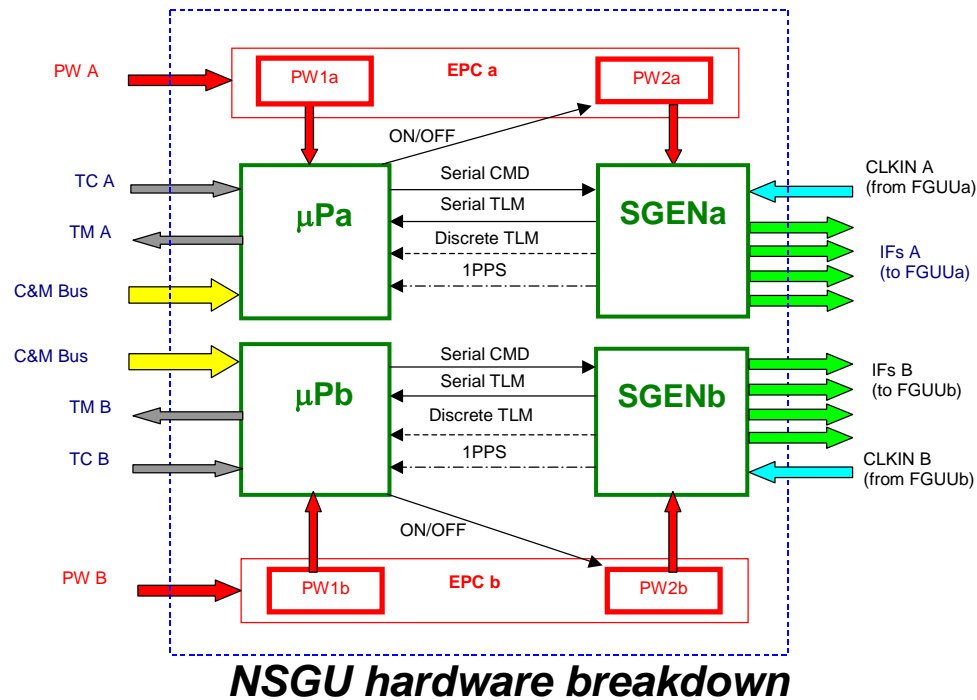 PW A
PW1a
EPC a
PW2a
ON/OFF
TC A
TM A
C&M Bus
μPa
Serial CMD
Serial TLM
Discrete TLM
1PPS
SGENa
CLKIN A
(from FGUUa)
IFs A
(to FGUUa)
C&M Bus
TM B
TC B
μPb
Serial CMD
Serial TLM
Discrete TLM
1PPS
SGENb
IFs B
(to FGUUb)
CLKIN B
(from FGUUb)
ON/OFF
PW B
PW1b
EPC b
PW2b
NSGU hardware breakdown